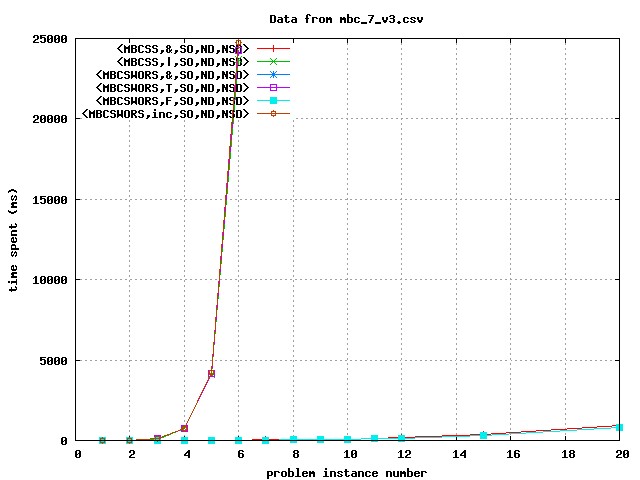 Data from mbc_7_v3.csv
25000
20000
15000
10000
5000
0
time spent (ms)
<MBCSS,&,SO,ND,NSD>
<MBCSS,|,SO,ND,NSD>
<MBCSWORS,&,SO,ND,NSD>
<MBCSWORS,T,SO,ND,NSD>
<MBCSWORS,F,SO,ND,NSD>
<MBCSWORS,inc,SO,ND,NSD>
0 2 4 6 8 10 12 14 16 18 20
problem instance number